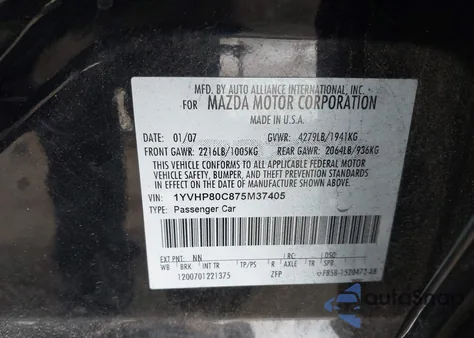 MFD. BY AUTO ALLIANCE INTERNATIONAL, INC.
FOR MAZDA MOTOR CORPORATION
MADE IN U.S.A.
DATE: 01/07 GVWR: 4279LB/1941KG
FRONT GAWR: 2216LB/1005KG REAR GAWR: 2064LB/936KG
THIS VEHICLE CONFORMS TO ALL APPLICABLE FEDERAL MOTOR
VEHICLE SAFETY, BUMPER, AND THEFT PREVENTION STANDARDS
IN EFFECT ON THE DATE OF MANUFACTURE SHOWN ABOVE.
VIN: 1YVHP80C875M37405
TYPE: Passenger Car
EXT PNT: NN RC: DSO:
WB BRK INT TR TP/PS R AXLE TR SPR
1200701221375 ZFP
AutoSnap